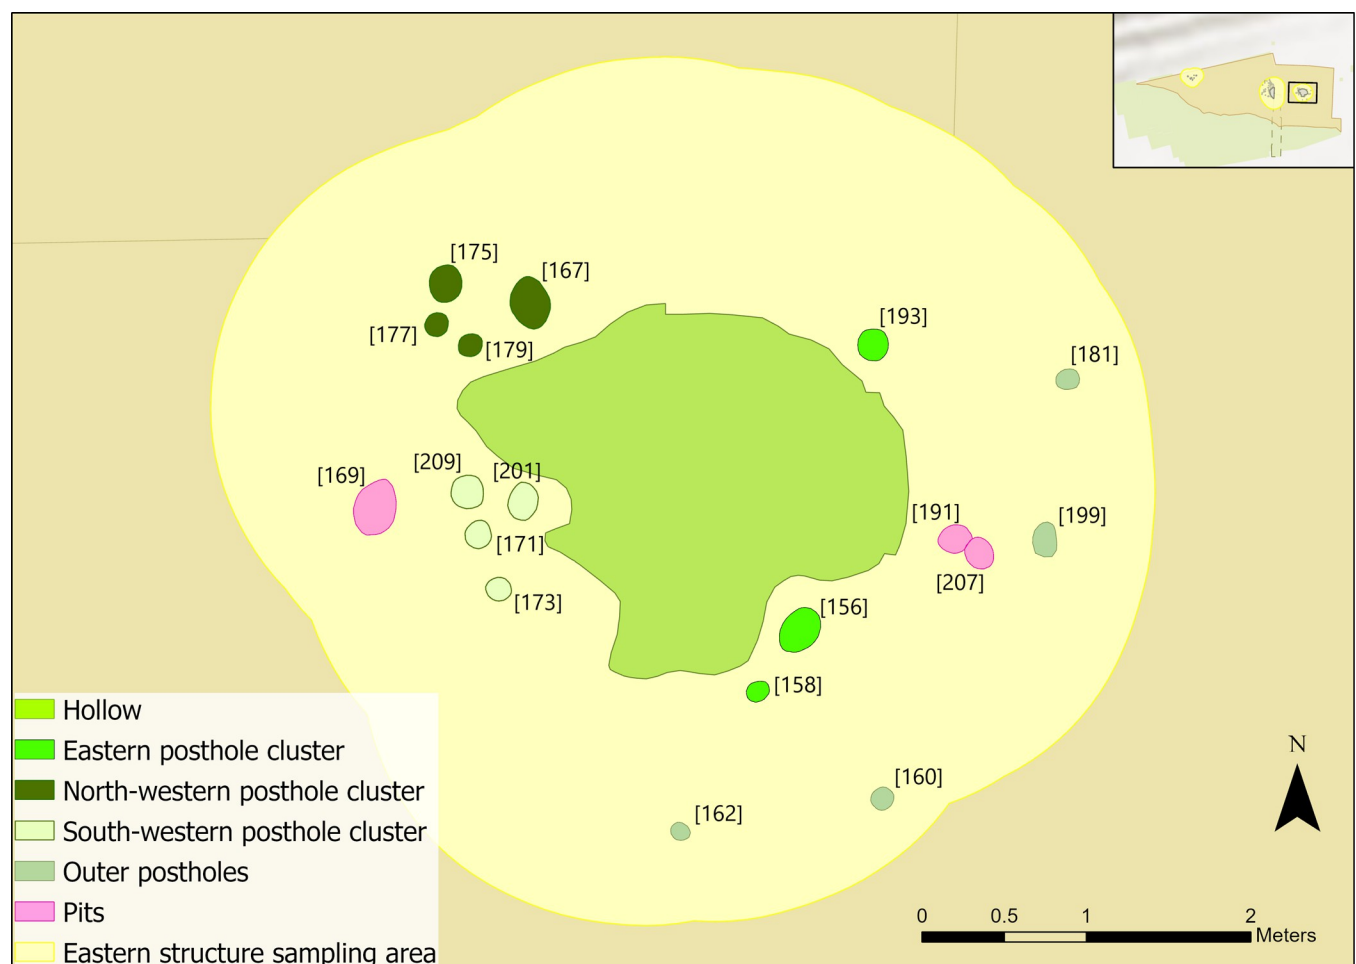 [175]
[167]
[177]
[179]
[193]
[181]
[209]
[201]
[169]
[171]
[191]
[199]
[173]
[207]
[156]
[158]
[160]
[162]
Hollow
Eastern posthole cluster
North-western posthole cluster
South-western posthole cluster
Outer postholes
Pits
Eastern structure sampling area
N
0 0.5 1 2
Meters